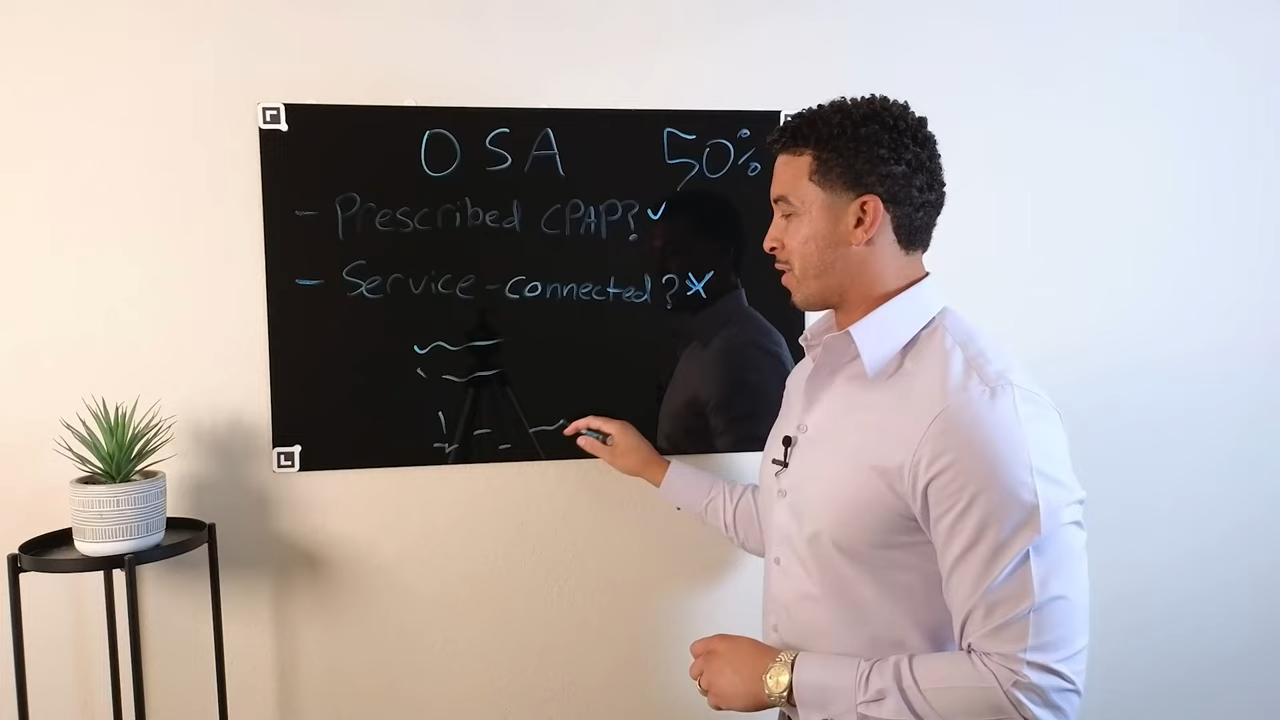 OSA 50%
- Prescribed CPAP? ✓
- Service-connected? X